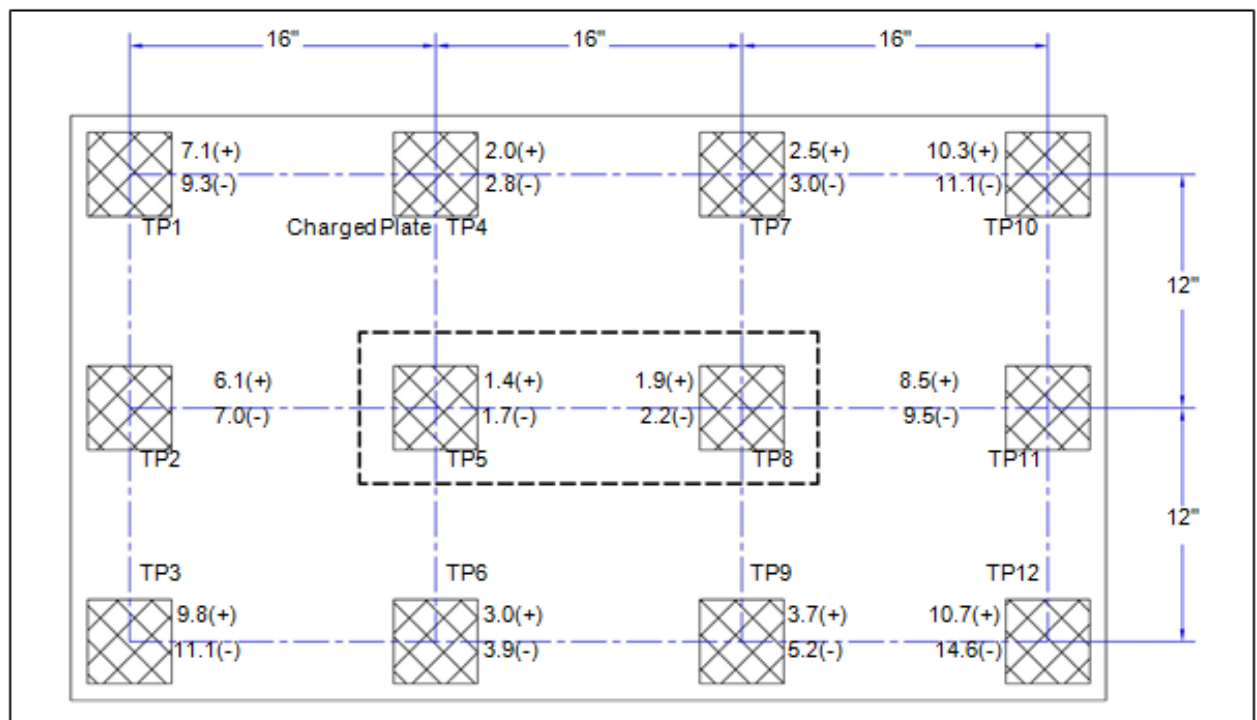 16" 16" 16"
7.1(+) 2.0(+) 2.5(+) 10.3(+)
9.3(-) 2.8(-) 3.0(-) 11.1(-)
TP1 Charged Plate TP4 TP7 TP10
12"
6.1(+) 1.4(+) 1.9(+) 8.5(+)
7.0(-) 1.7(-) 2.2(-) 9.5(-)
TP2 TP5 TP8 TP11
12"
TP3 TP6 TP9 TP12
9.8(+) 3.0(+) 3.7(+) 10.7(+)
11.1(-) 3.9(-) 5.2(-) 14.6(-)